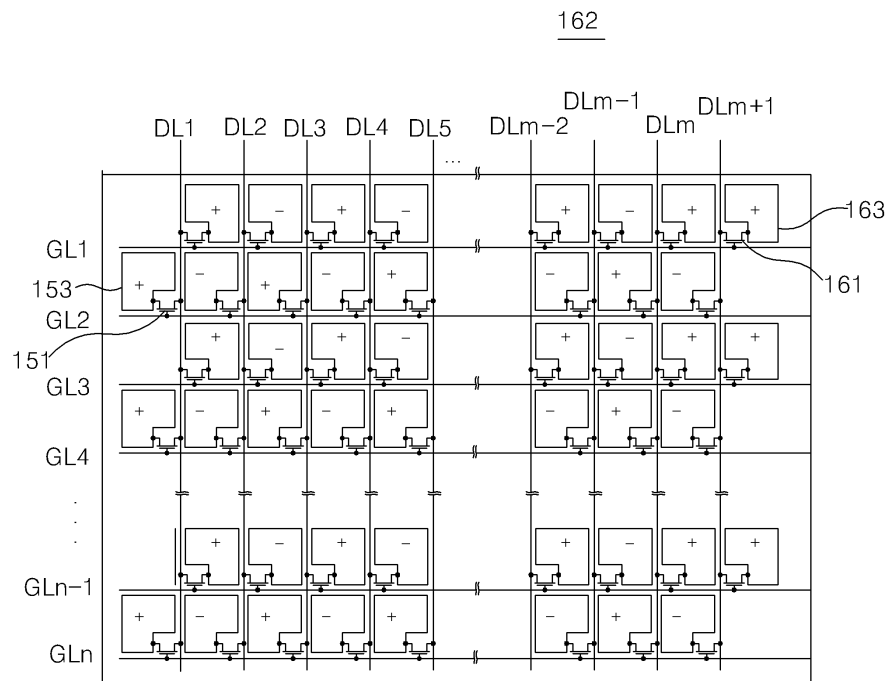 162
DLm-1 DLm+1
DL1 DL2 DL3 DL4 DL5 DLm-2 DLm
...
+ - + - + - + +
163
GL1
161
153
+ - + - + - + -
GL2
151
+ - + - + - + +
GL3
+ - + - + - + -
GL4
+ - + - + - + +
GLn-1
+ - + - + - + -
GLn